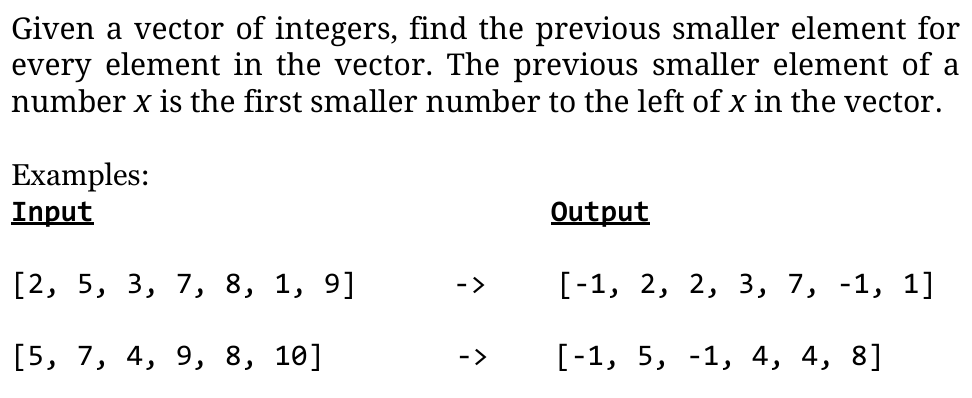 Given a vector of integers, find the previous smaller element for
every element in the vector. The previous smaller element of a
number x is the first smaller number to the left of x in the vector.
Examples:
Input Output
[2, 5, 3, 7, 8, 1, 9] -> [-1, 2, 2, 3, 7, -1, 1]
[5, 7, 4, 9, 8, 10] -> [-1, 5, -1, 4, 4, 8]